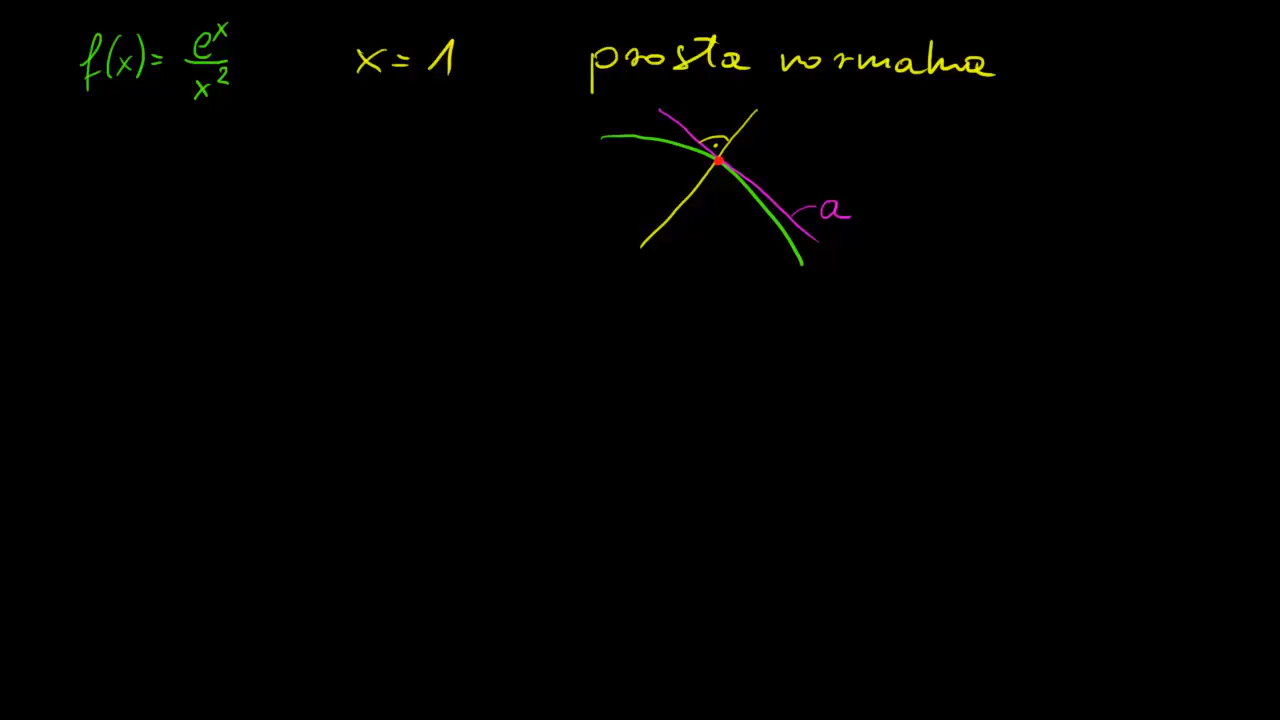 f(x)= e^x/x^2 x=1 prosta normalna
a